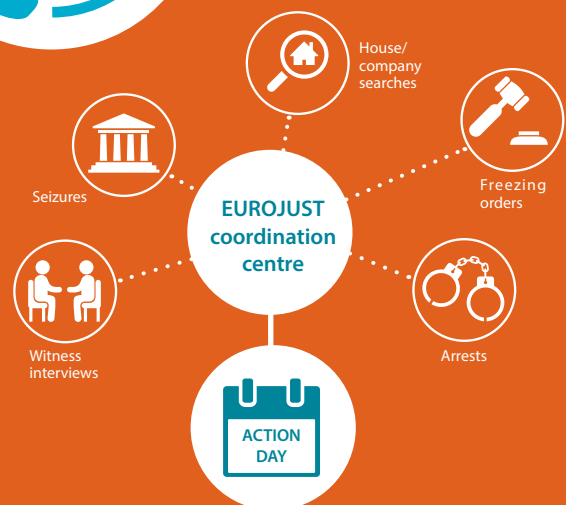 House/
company
searches
Seizures
Freezing
orders
EUROJUST
coordination
centre
Witness
interviews
Arrests
ACTION
DAY